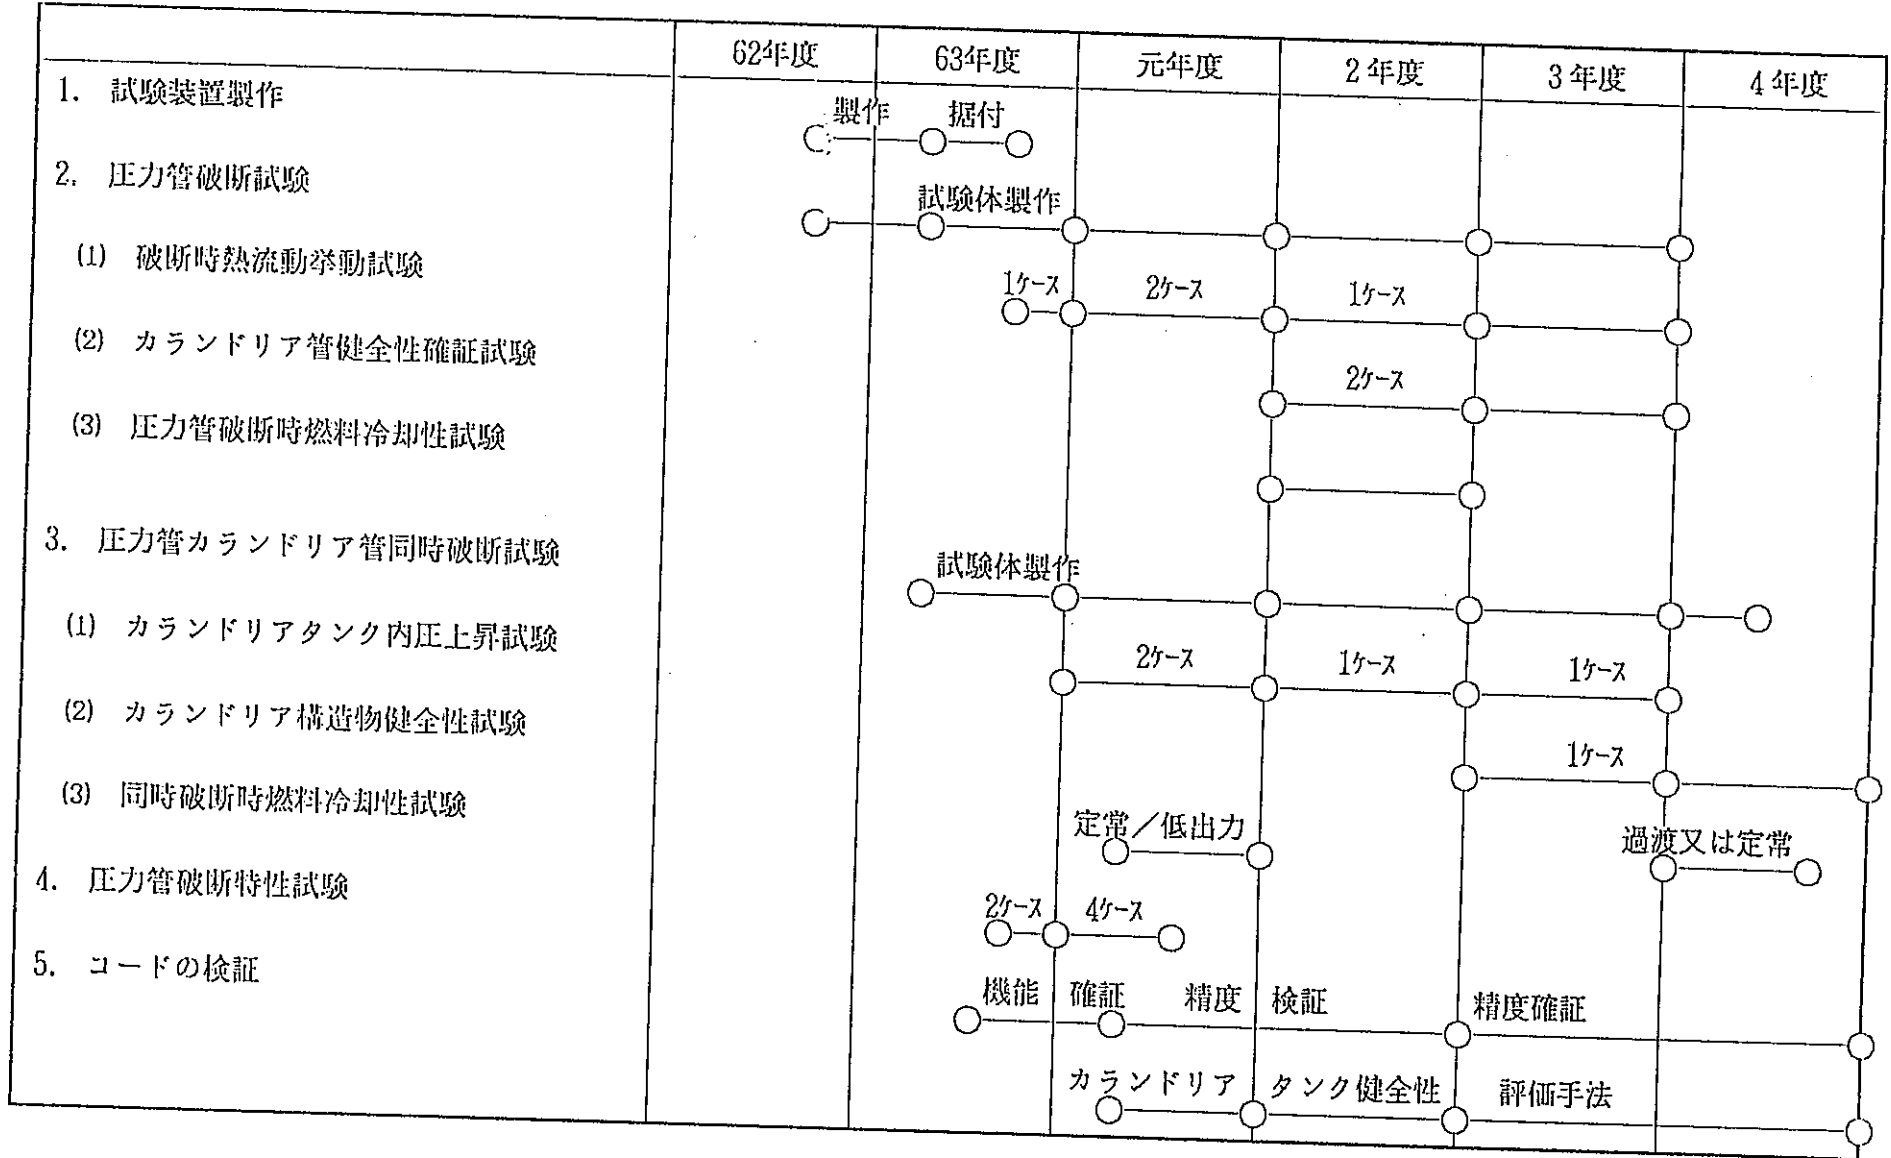 62年度 63年度 元年度 2年度 3年度 4年度
1. 試験装置製作
製作 据付
2. 圧力管破断試験
試験体製作
(1) 破断時熱流動挙動試験
1ケース 2ケース 1ケース
(2) カランドリア管健全性確証試験
2ケース
(3) 圧力管破断時燃料冷却性試験
3. 圧力管カランドリア管同時破断試験
試験体製作
(1) カランドリアタンク内圧上昇試験
2ケース 1ケース 1ケース
(2) カランドリア構造物健全性試験
1ケース
(3) 同時破断時燃料冷却性試験
定常/低出力 過渡又は定常
4. 圧力管破断特性試験
2ケース 4ケース
5. コードの検証
機能 確証 精度 検証 精度確証
カランドリア タンク健全性 評価手法